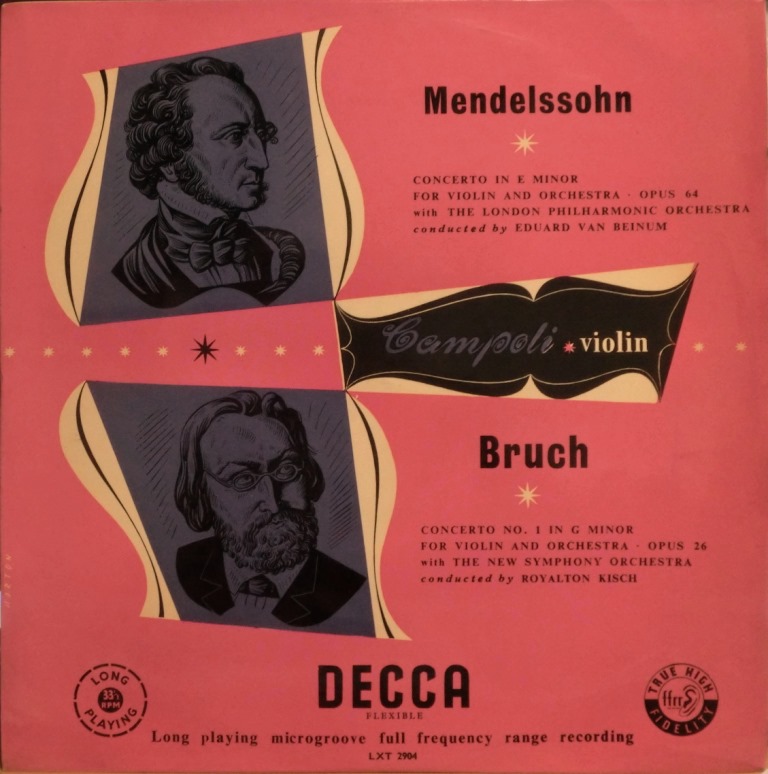 Mendelssohn
CONCERTO IN E MINOR
FOR VIOLIN AND ORCHESTRA · OPUS 64
with THE LONDON PHILHARMONIC ORCHESTRA
conducted by EDUARD VAN BEINUM
Campoli violin
Bruch
CONCERTO NO. 1 IN G MINOR
FOR VIOLIN AND ORCHESTRA · OPUS 26
with THE NEW SYMPHONY ORCHESTRA
conducted by ROYALTON KISCH
LONG
33⅓
RPM
PLAYING
DECCA
FLEXIBLE
TRUE HIGH
ffrr
FIDELITY
Long playing microgroove full frequency range recording
LXT 2904